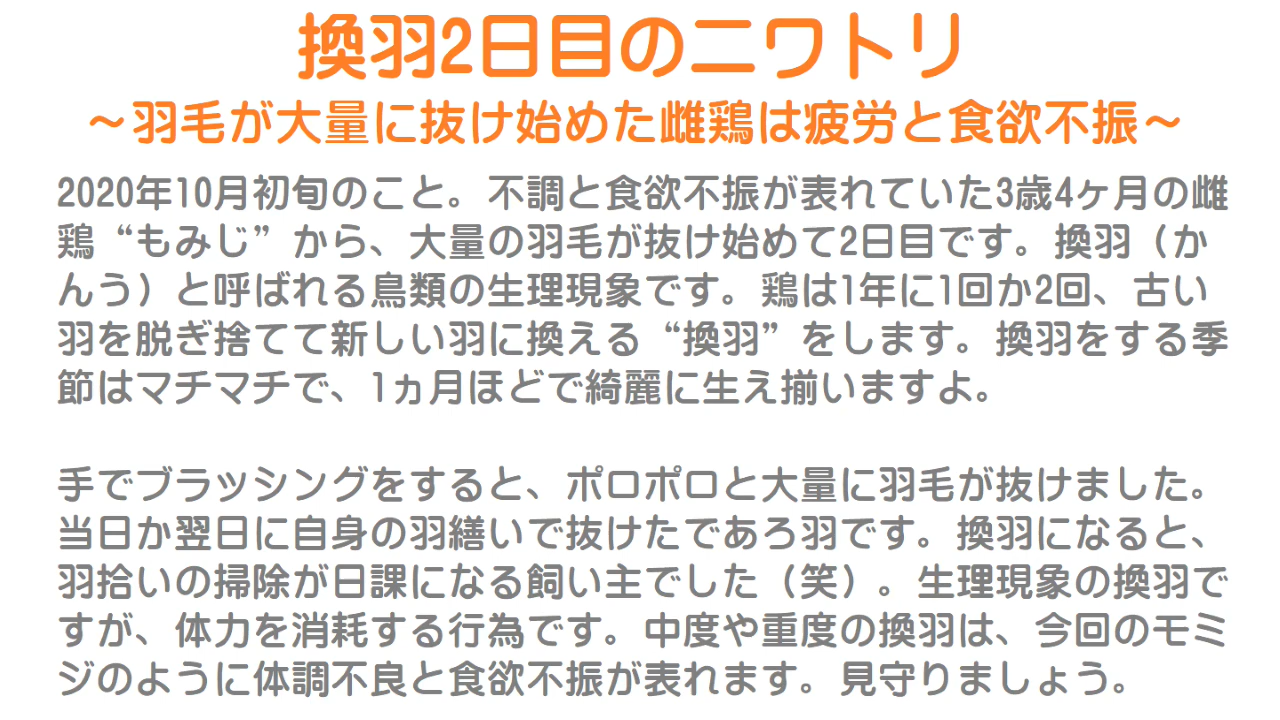 換羽2日目のニワトリ
～羽毛が大量に抜け始めた雌鶏は疲労と食欲不振～
2020年10月初旬のこと。不調と食欲不振が表れていた3歳4ヶ月の雌
鶏“もみじ”から、大量の羽毛が抜け始めて2日目です。換羽（か
んう）と呼ばれる鳥類の生理現象です。鶏は1年に1回か2回、古い
羽を脱ぎ捨てて新しい羽に換える“換羽”をします。換羽をする季
節はマチマチで、1ヵ月ほどで綺麗に生え揃いますよ。
手でブラッシングをすると、ポロポロと大量に羽毛が抜けました。
当日か翌日に自身の羽繕いで抜けたであろ羽です。換羽になると、
羽拾いの掃除が日課になる飼い主でした（笑）。生理現象の換羽で
すが、体力を消耗する行為です。中度や重度の換羽は、今回のモミ
ジのように体調不良と食欲不振が表れます。見守りましょう。